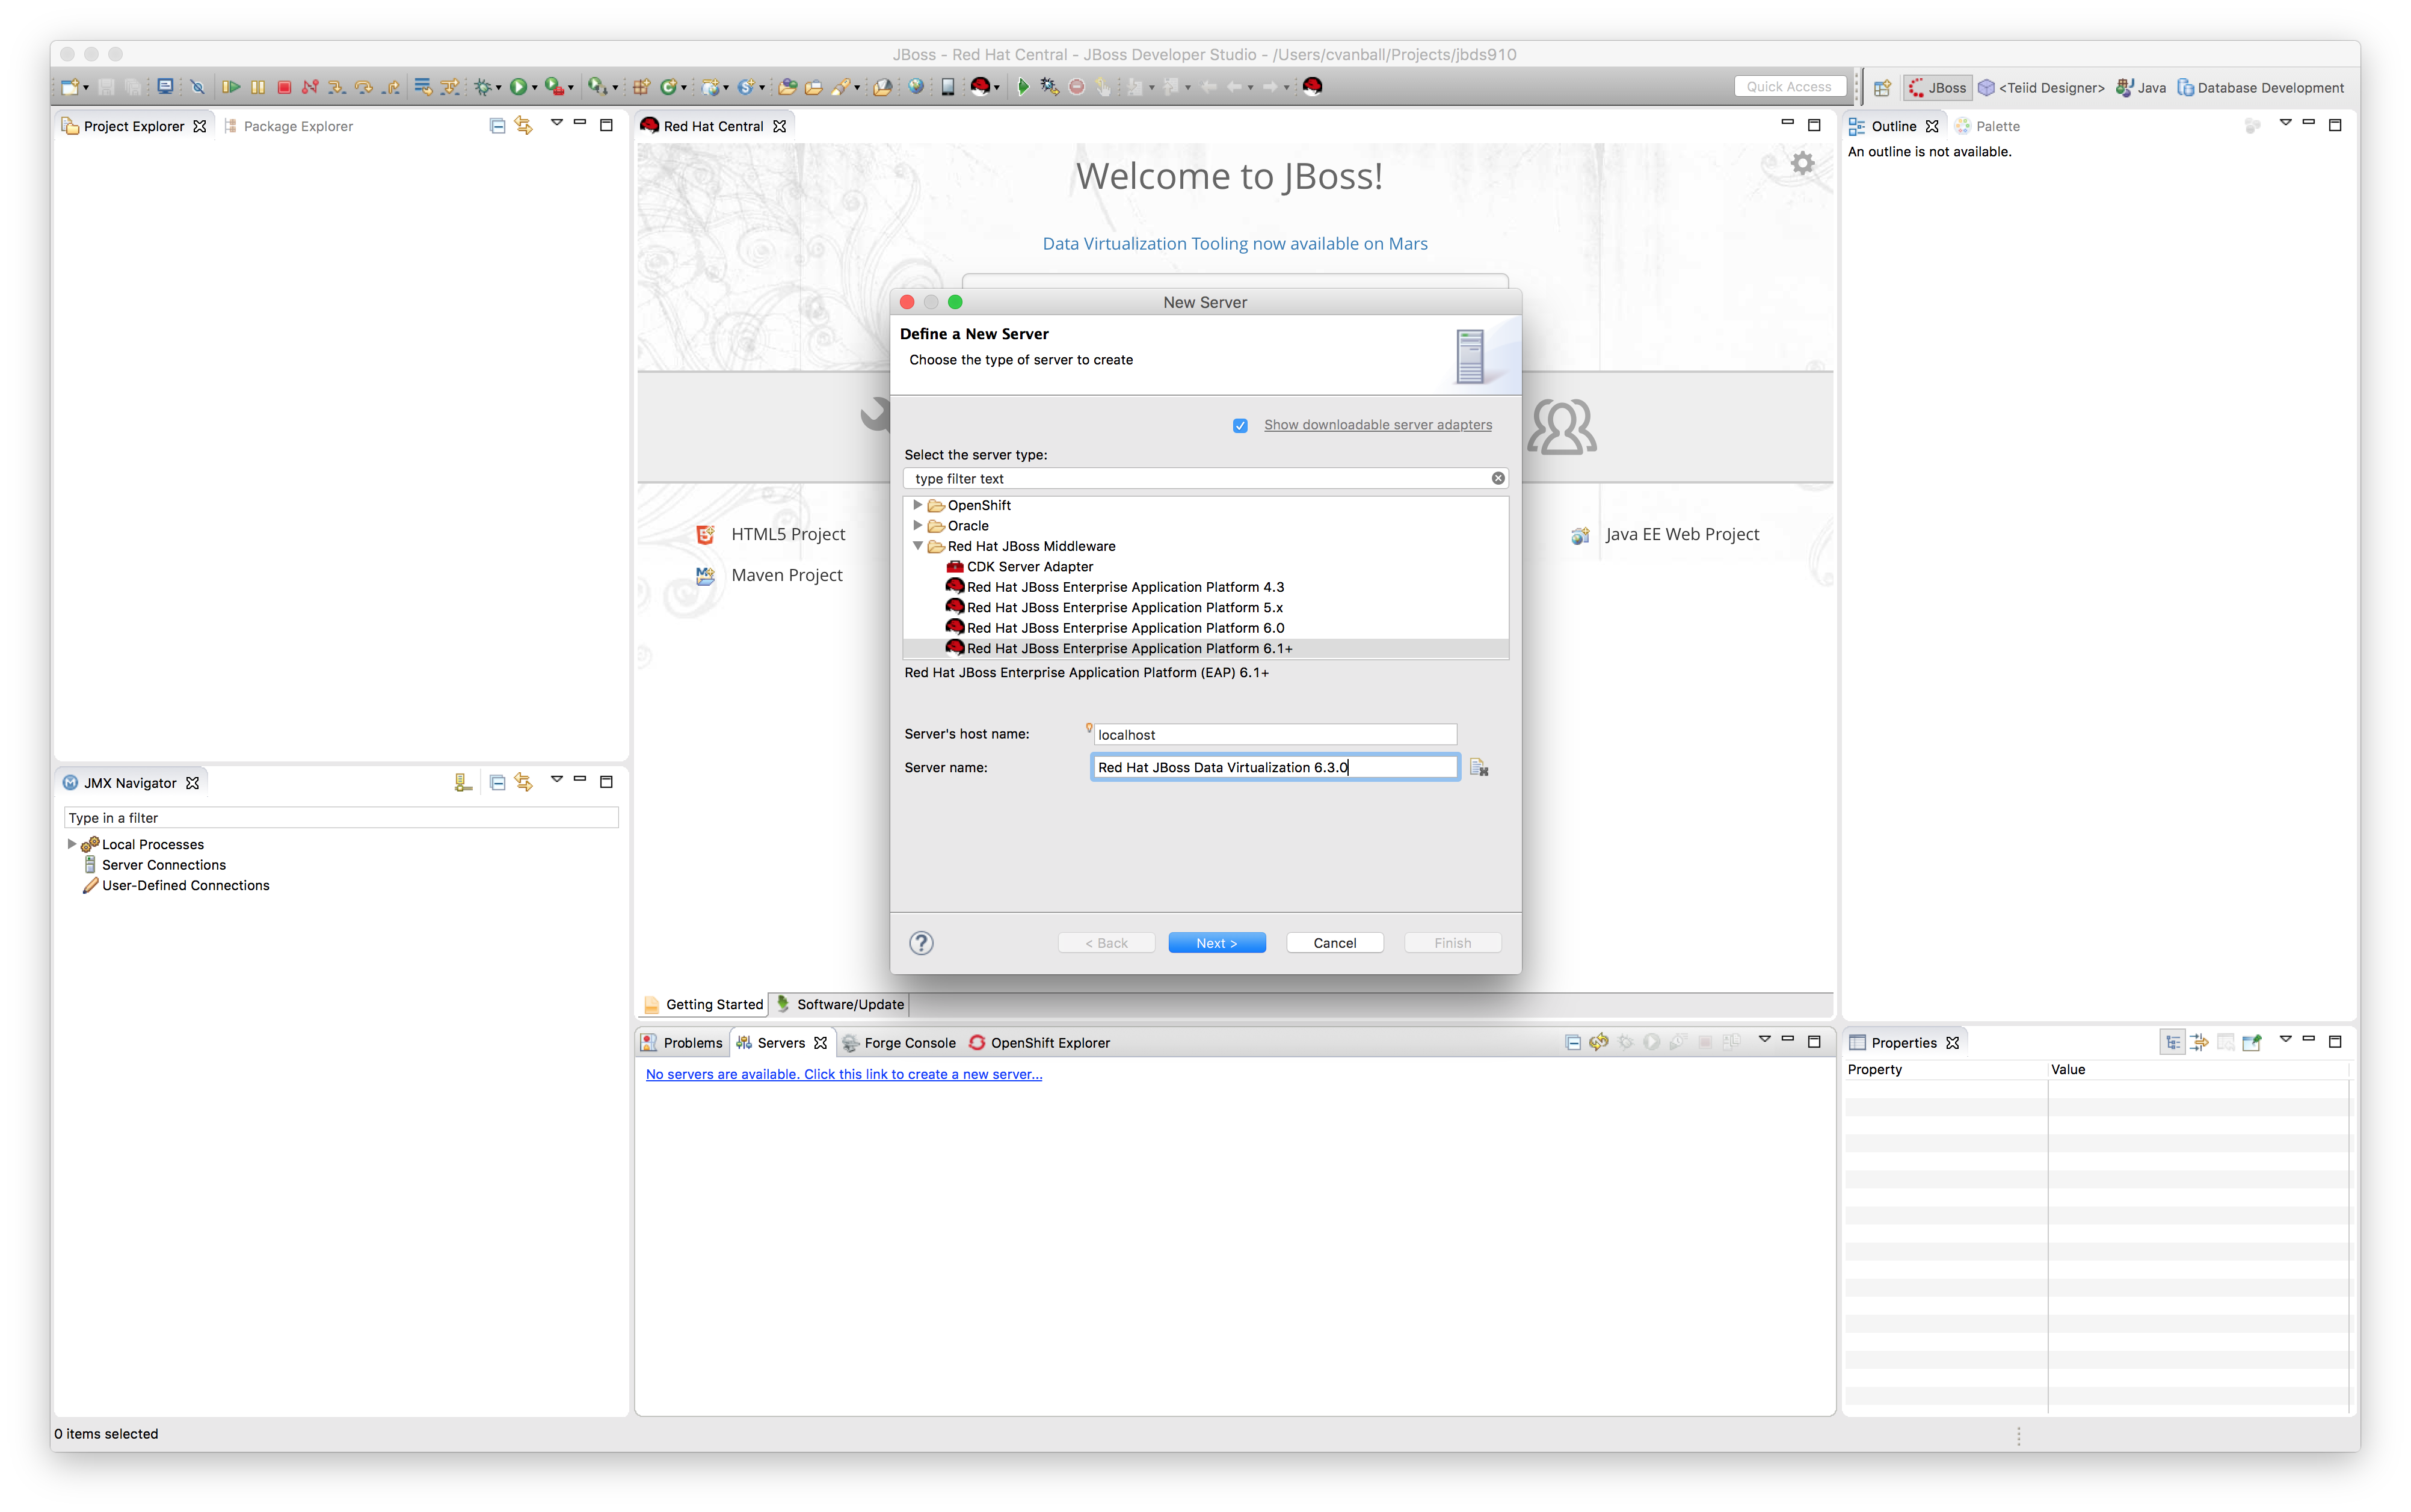 JBoss - Red Hat Central - JBoss Developer Studio - /Users/cvanball/Projects/jbds910
Quick Access
JBoss
<Teiid Designer>
Java
Database Development
Project Explorer
Package Explorer
Red Hat Central
Outline
Palette
An outline is not available.
Welcome to JBoss!
Data Virtualization Tooling now available on Mars
New Server
Define a New Server
Choose the type of server to create
Show downloadable server adapters
Select the server type:
type filter text
OpenShift
Oracle
Red Hat JBoss Middleware
CDK Server Adapter
Red Hat JBoss Enterprise Application Platform 4.3
Red Hat JBoss Enterprise Application Platform 5.x
Red Hat JBoss Enterprise Application Platform 6.0
Red Hat JBoss Enterprise Application Platform 6.1+
Red Hat JBoss Enterprise Application Platform (EAP) 6.1+
Server's host name:
localhost
Server name:
Red Hat JBoss Data Virtualization 6.3.0
< Back
Next >
Cancel
Finish
HTML5 Project
Maven Project
Java EE Web Project
JMX Navigator
Type in a filter
Local Processes
Server Connections
User-Defined Connections
Getting Started
Software/Update
Problems
Servers
Forge Console
OpenShift Explorer
No servers are available. Click this link to create a new server...
Properties
Property
Value
0 items selected